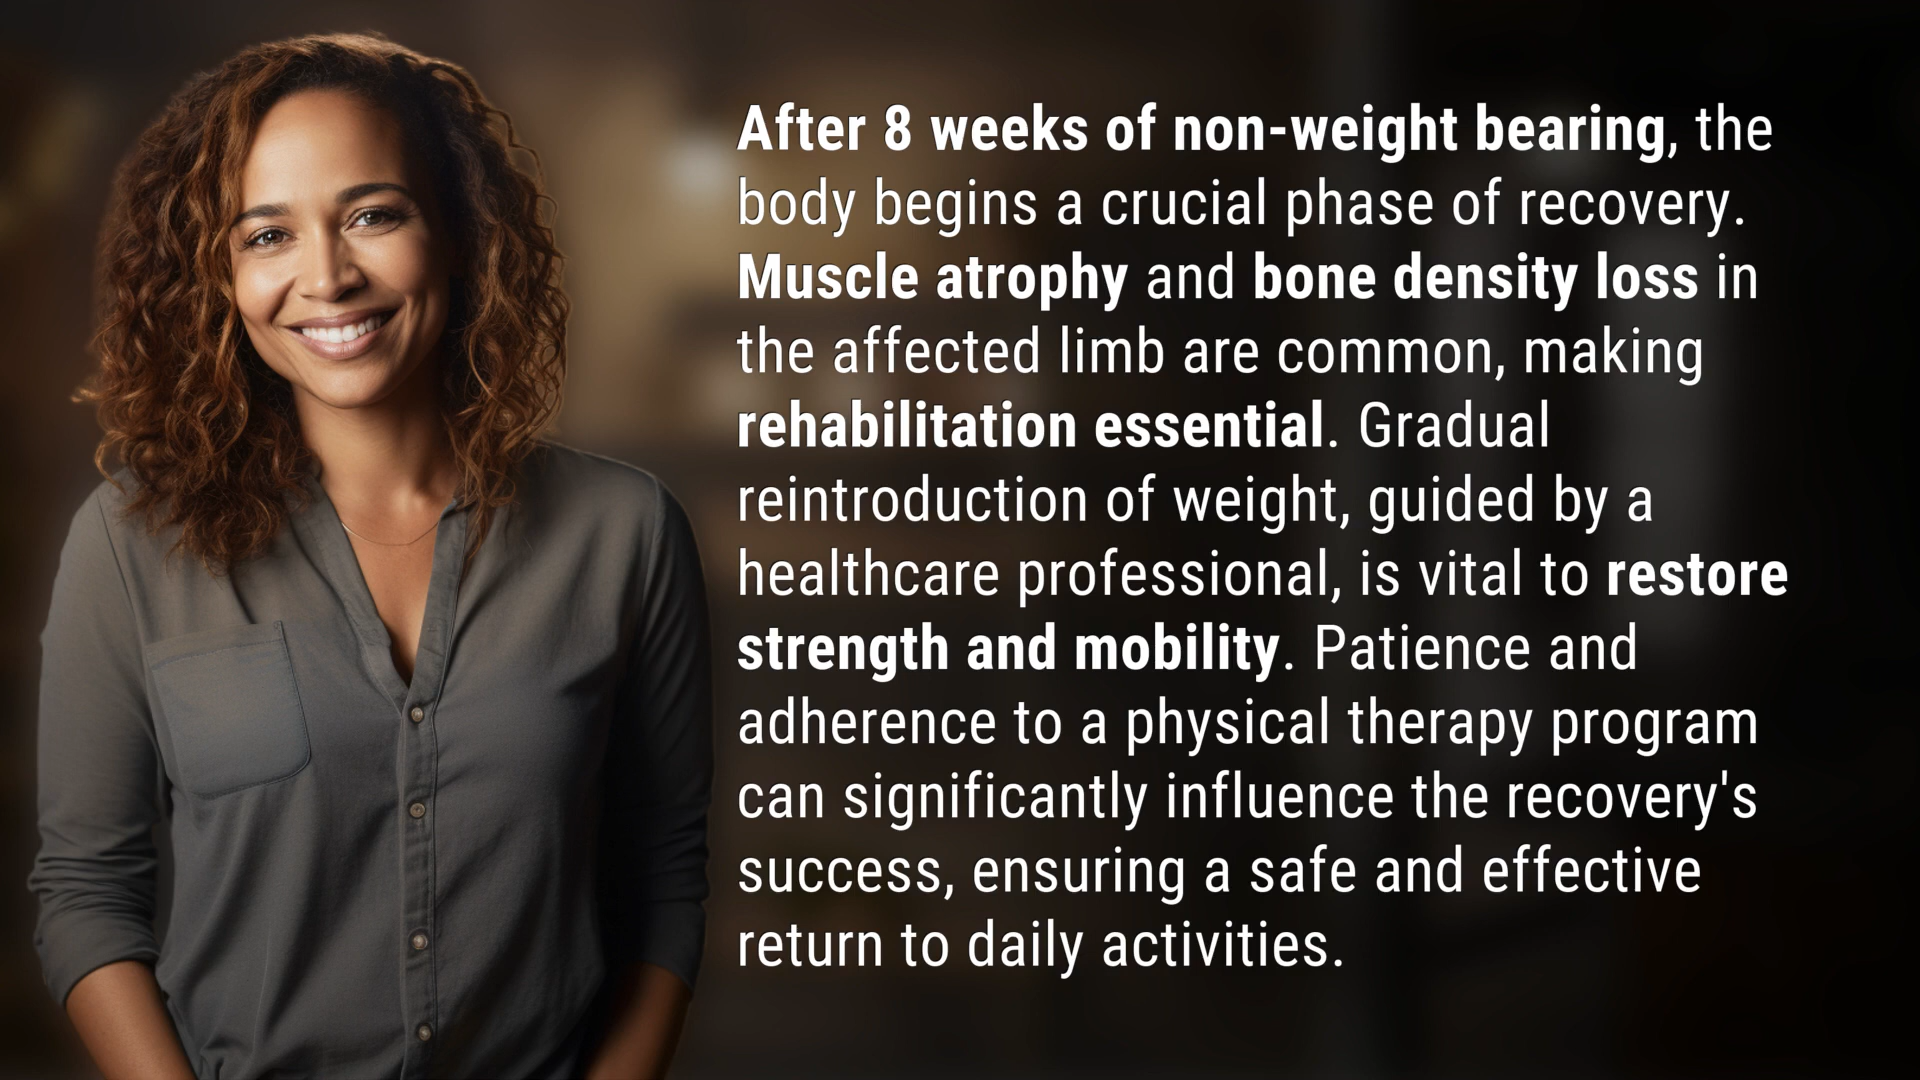 After 8 weeks of non-weight bearing, the
body begins a crucial phase of recovery.
Muscle atrophy and bone density loss in
the affected limb are common, making
rehabilitation essential. Gradual
reintroduction of weight, guided by a
healthcare professional, is vital to restore
strength and mobility. Patience and
adherence to a physical therapy program
can significantly influence the recovery's
success, ensuring a safe and effective
return to daily activities.